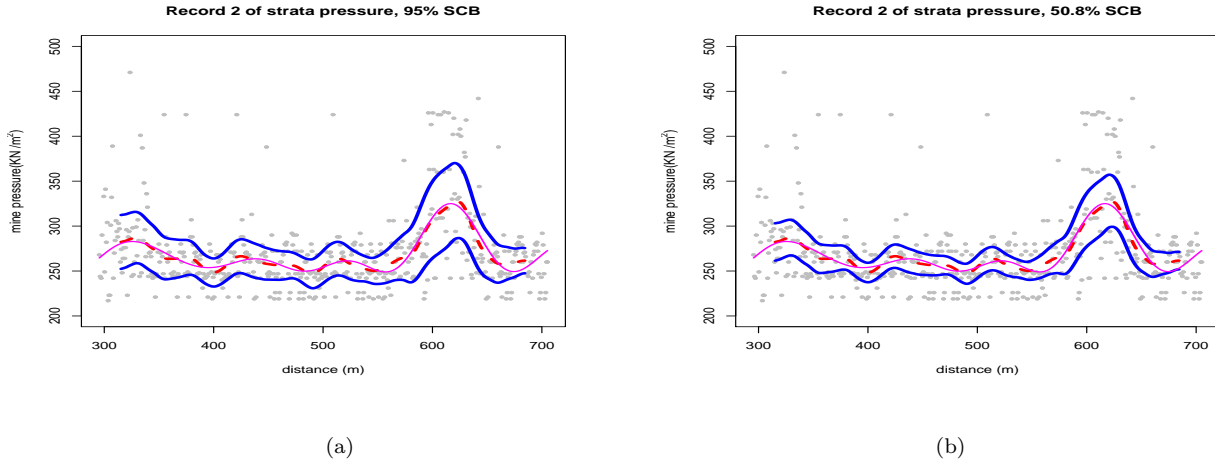 Record 2 of strata pressure, 95% SCB
mine pressure(KN /m²)
500
450
400
350
300
250
200
300 400 500 600 700
distance (m)
(a)
Record 2 of strata pressure, 50.8% SCB
mine pressure(KN /m²)
500
450
400
350
300
250
200
300 400 500 600 700
distance (m)
(b)